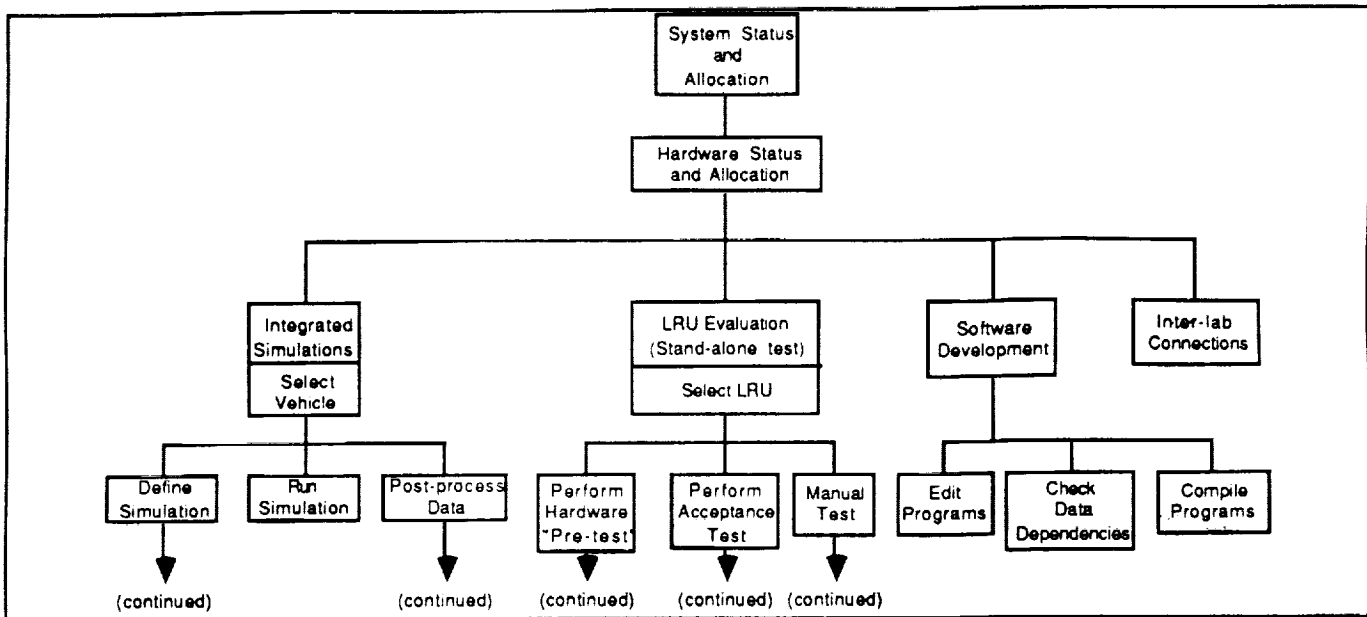 System Status
and
Allocation
Hardware Status
and Allocation
Integrated
Simulations
Select
Vehicle
LRU Evaluation
(Stand-alone test)
Select LRU
Software
Development
Inter-lab
Connections
Define
Simulation
Run
Simulation
Post-process
Data
Perform
Hardware
"Pre-test"
Perform
Acceptance
Test
Manual
Test
Edit
Programs
Check
Data
Dependencies
Compile
Programs
(continued)
(continued)
(continued)
(continued)
(continued)